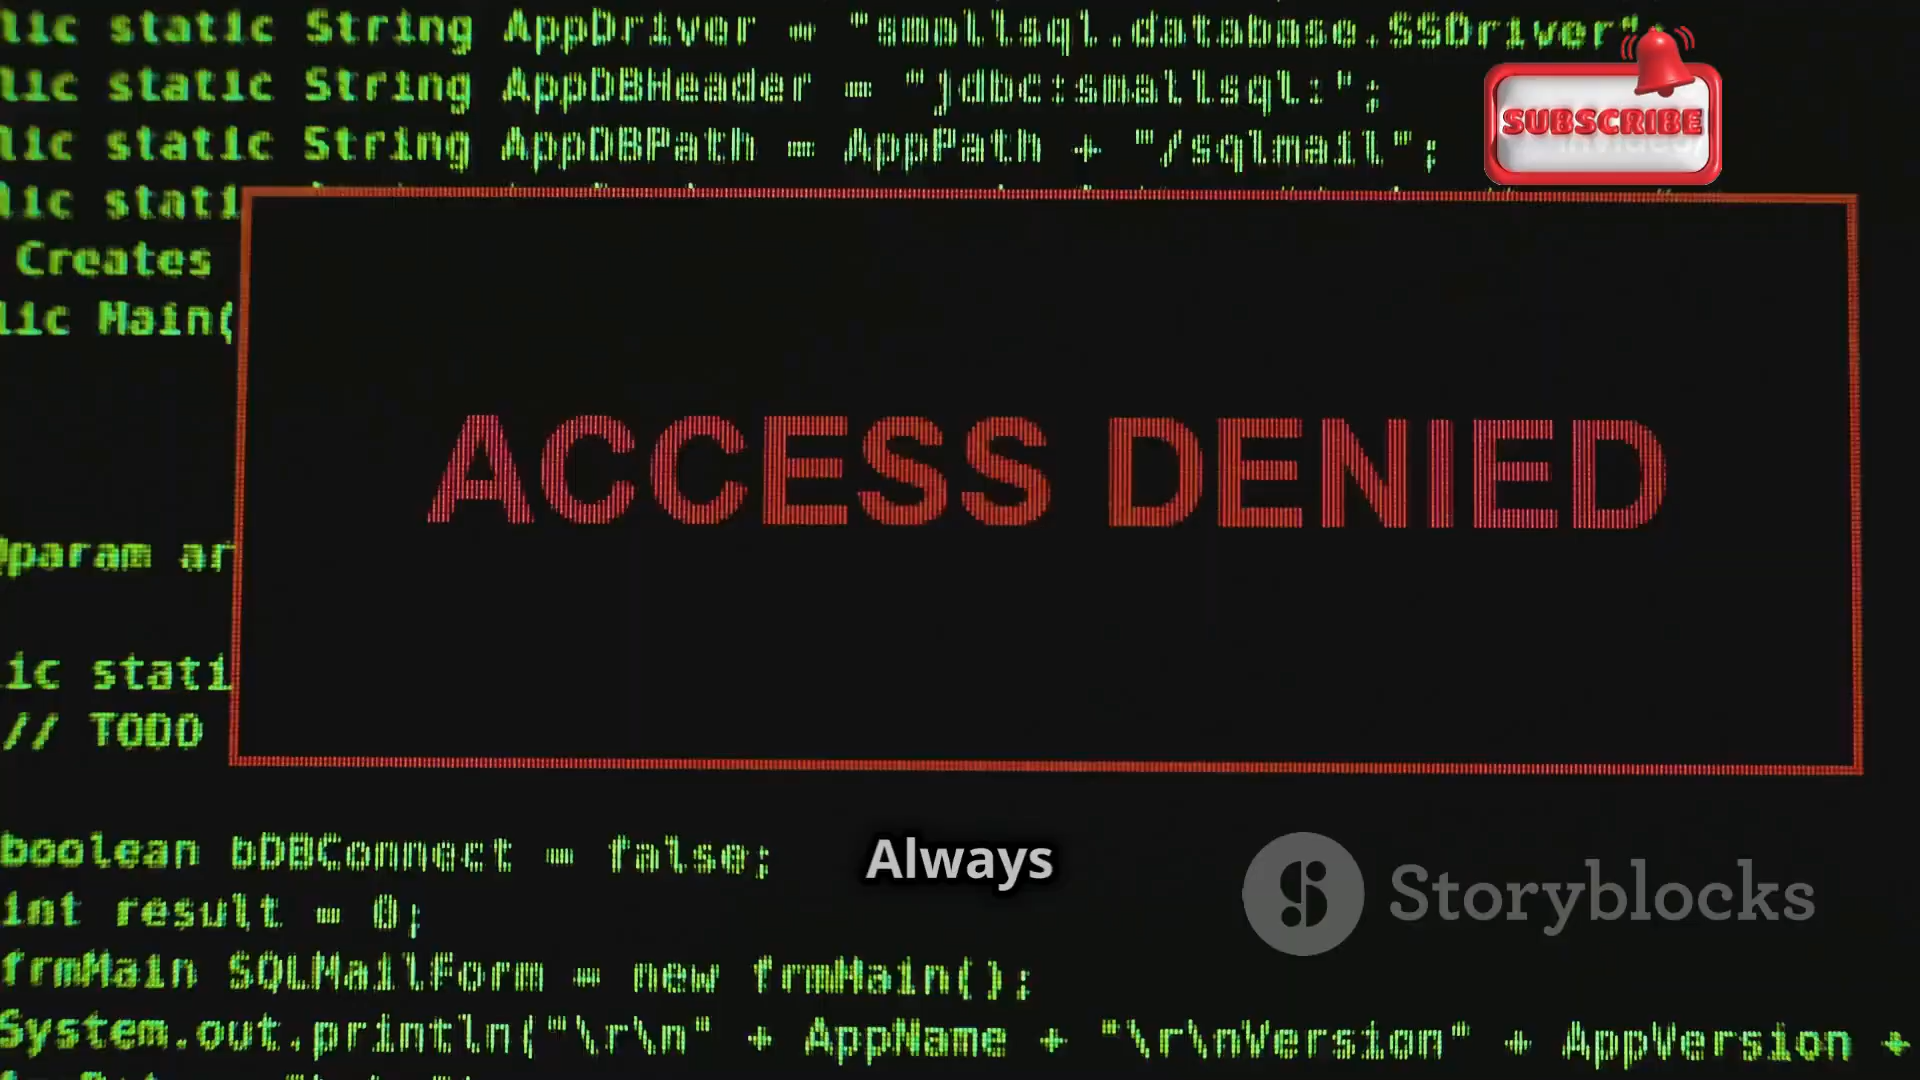 lic static String AppDriver = "smallsql.database.SSDriver";
lic static String AppDBHeader = "jdbc:smallsql:";
lic static String AppDBPath = AppPath + "/sqlmail";
SUBSCRIBE
lic stati
Creates
lic Main(
ACCESS DENIED
@param ar
ic stati
// TODO
boolean bDBConnect = false;
Always
Storyblocks
int result = 0;
frmMain SQLMailForm = new frmMain();
System.out.println("\r\n" + AppName + "\r\nVersion" + AppVersion +